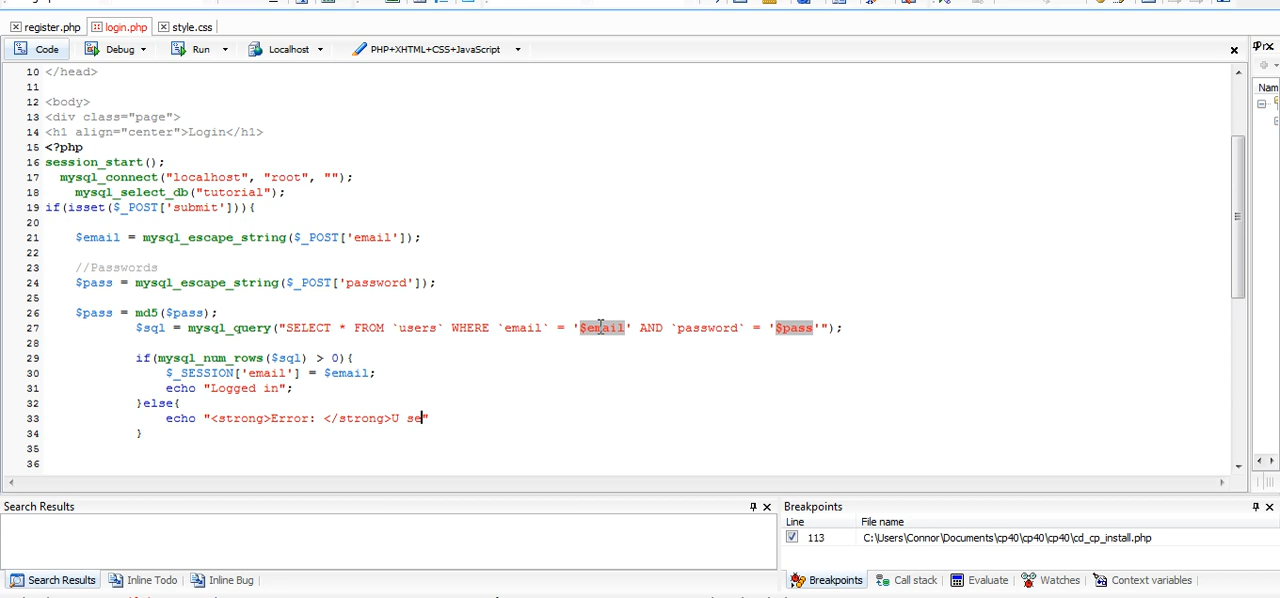 register.php login.php style.css
Code Debug Run Localhost PHP+XHTML+CSS+JavaScript
10 </head>
11
12 <body>
13 <div class="page">
14 <h1 align="center">Login</h1>
15 <?php
16 session_start();
17 mysql_connect("localhost", "root", "");
18 mysql_select_db("tutorial");
19 if(isset($_POST['submit'])){
20
21 $email = mysql_escape_string($_POST['email']);
22
23 //Passwords
24 $pass = mysql_escape_string($_POST['password']);
25
26 $pass = md5($pass);
27 $sql = mysql_query("SELECT * FROM `users` WHERE `email` = '$email' AND `password` = '$pass'");
28
29 if(mysql_num_rows($sql) > 0){
30 $_SESSION['email'] = $email;
31 echo "Logged in";
32 }else{
33 echo "<strong>Error: </strong>U se"
34 }
35
36
Nam
Search Results
Breakpoints
Line File name
113 C:\Users\Connor\Documents\cp40\cp40\cp40\cd_cp_install.php
Search Results Inline Todo Inline Bug
Breakpoints Call stack Evaluate Watches Context variables